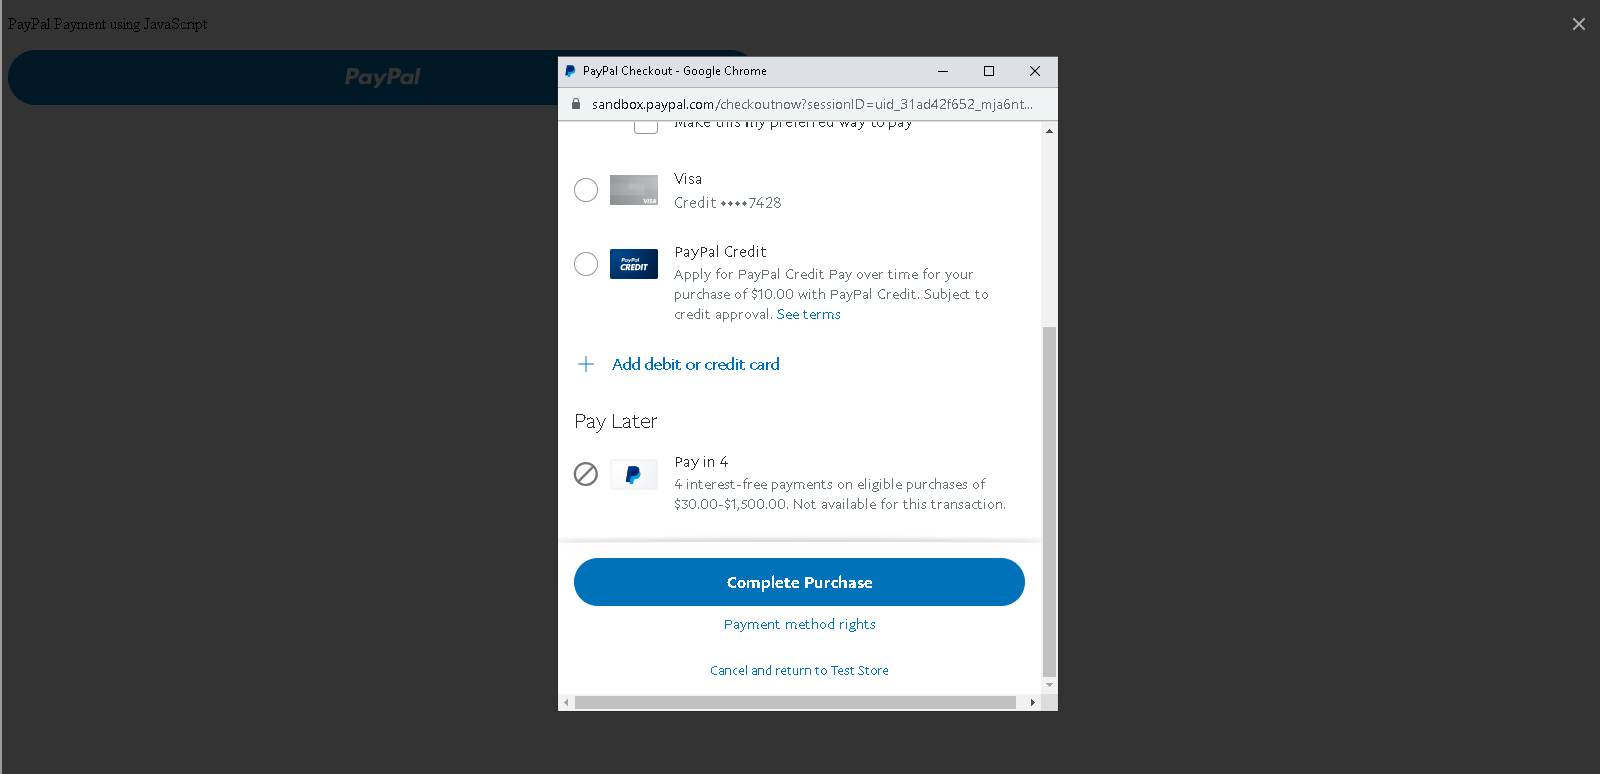 PayPal Payment using JavaScript
PayPal
PayPal Checkout - Google Chrome
sandbox.paypal.com/checkoutnow?sessionID=uid_31ad42f652_mja6nt...
Make this my preferred way to pay
VISA
Visa
Credit ••••7428
PayPal
CREDIT
PayPal Credit
Apply for PayPal Credit Pay over time for your
purchase of $10.00 with PayPal Credit. Subject to
credit approval. See terms
Add debit or credit card
Pay Later
Pay in 4
4 interest-free payments on eligible purchases of
$30.00-$1,500.00. Not available for this transaction.
Complete Purchase
Payment method rights
Cancel and return to Test Store